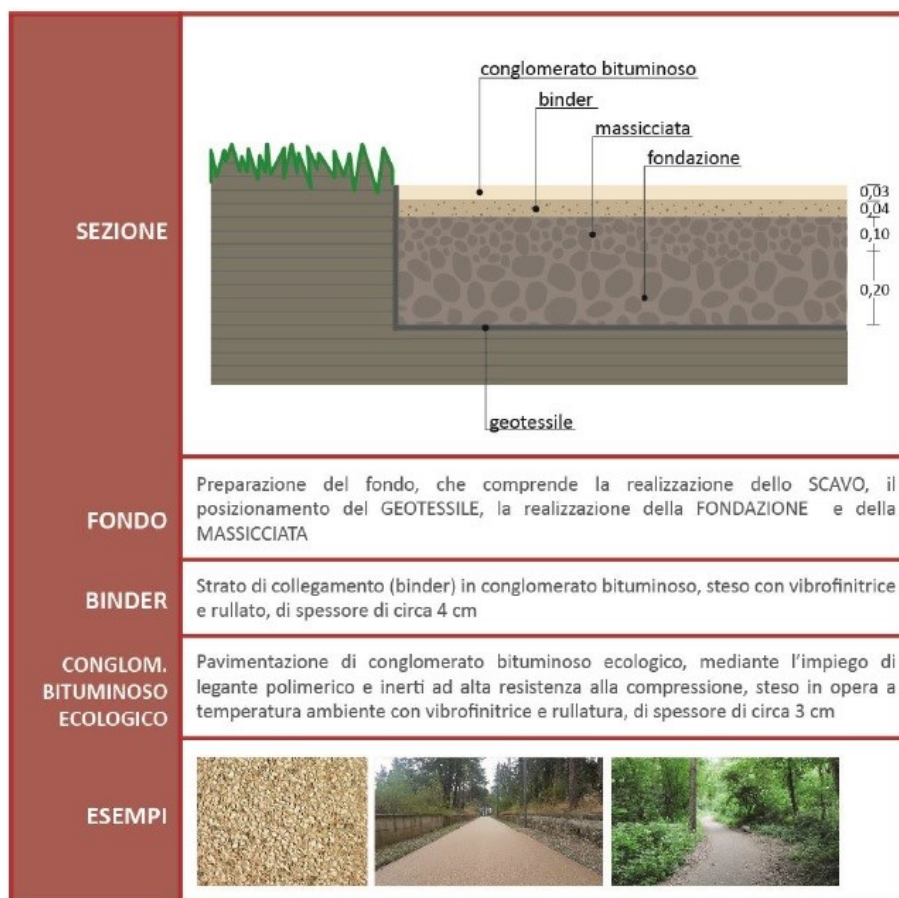 SEZIONE
conglomerato bituminoso
binder
massicciata
fondazione
0,03
0,04
0,10
0,20
geotessile
FONDO
Preparazione del fondo, che comprende la realizzazione dello SCAVO, il
posizionamento del GEOTESSILE, la realizzazione della FONDAZIONE e della
MASSICCIATA
BINDER
Strato di collegamento (binder) in conglomerato bituminoso, steso con vibrofinitrice
e rullato, di spessore di circa 4 cm
CONGLOM.
BITUMINOSO
ECOLOGICO
Pavimentazione di conglomerato bituminoso ecologico, mediante l'impiego di
legante polimerico e inerti ad alta resistenza alla compressione, steso in opera a
temperatura ambiente con vibrofinitrice e rullatura, di spessore di circa 3 cm
ESEMPI